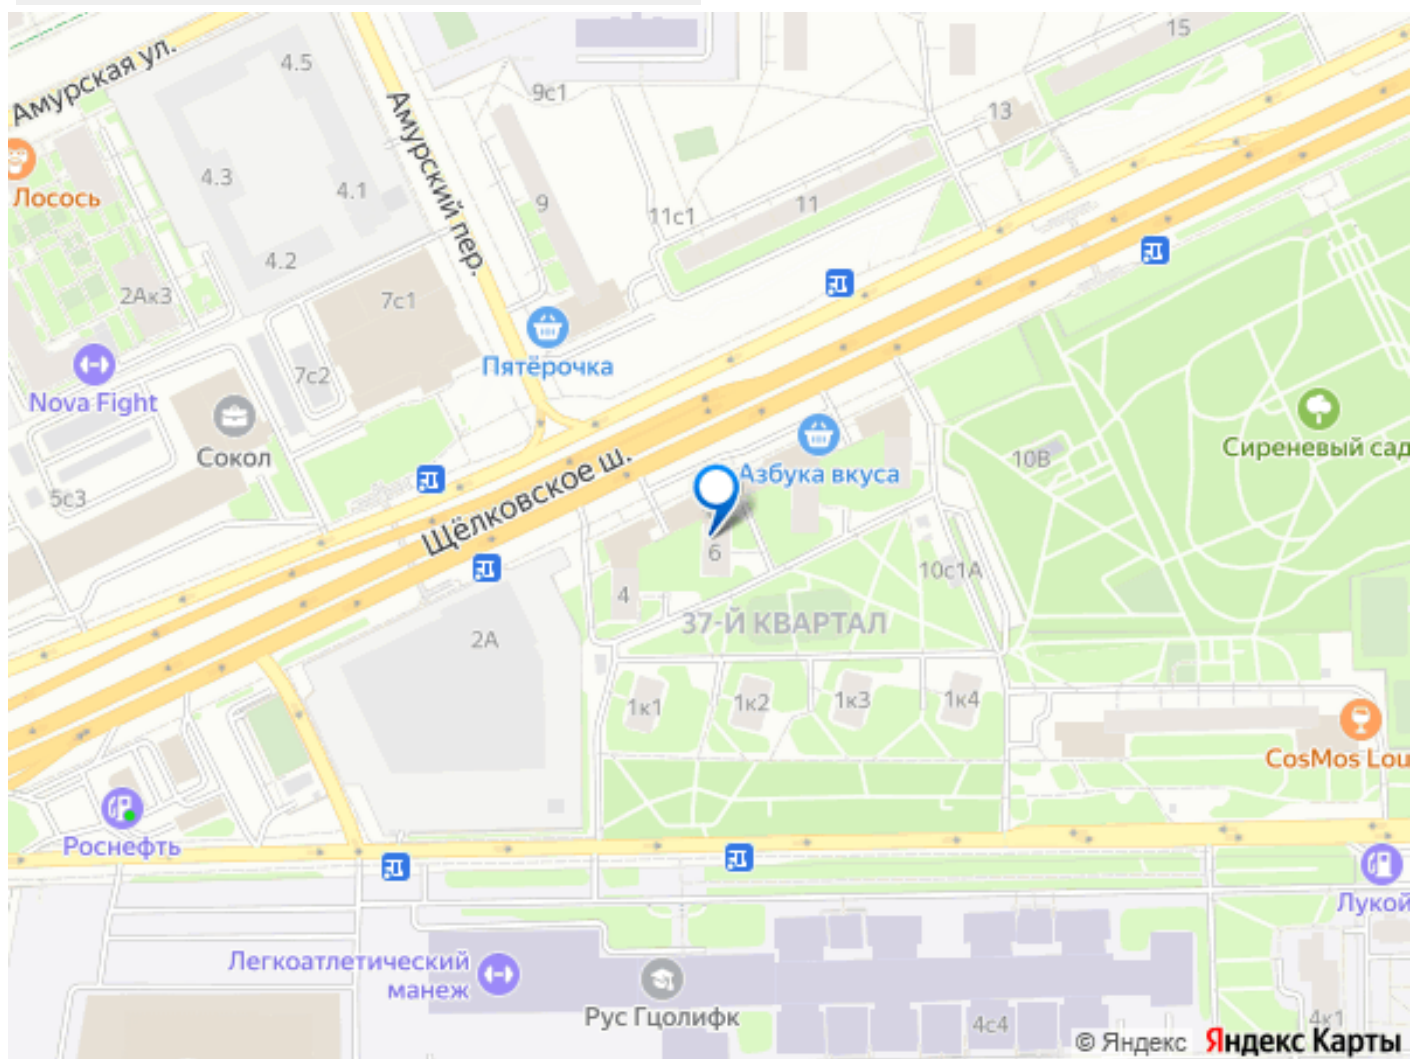 15
4.5
Амурская ул.
9с1
Амурский пер.
13
4.3
4.1
Лосось
9
11с1
11
4.2
2Ак3
7с1
Пятёрочка
7с2
Nova Fight
Сокол
Сиреневый сад
10В
Азбука вкуса
5с3
Щёлковское ш.
6
10с1А
4
37-Й КВАРТАЛ
2А
1к1
1к2
1к3
1к4
CosMos Lou
Роснефть
Лукой
Легкоатлетический
манеж
Рус Гцолифк
4с4
4к1
© Яндекс Яндекс Карты